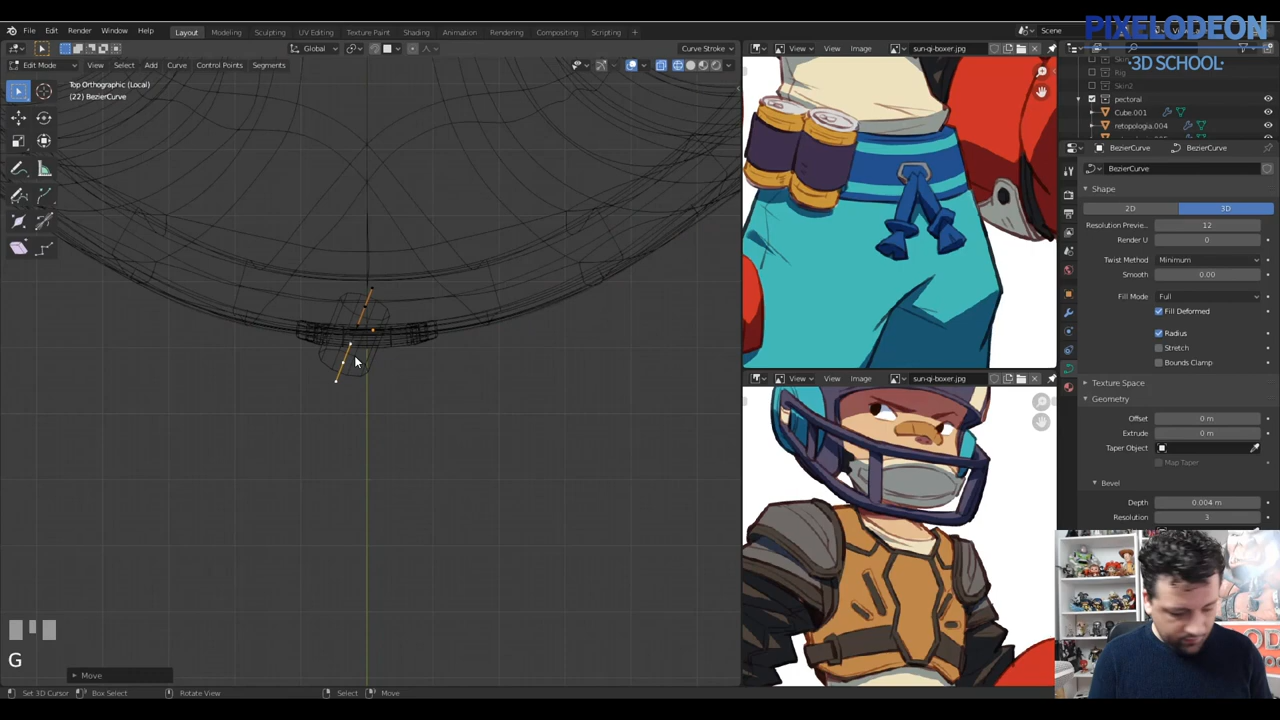 PIXELODEON
·3D SCHOOL·
File Edit Render Window Help
Layout Modeling Sculpting UV Editing Texture Paint Shading Animation Rendering Compositing Scripting +
Scene
Global
Curve Stroke
View Image sun-qi-boxer.jpg
Edit Mode View Select Add Curve Control Points Segments
Rig
Skin2
pectoral
Cube.001
retopologia.004
Top Orthographic (Local)
(22) BezierCurve
BezierCurve BezierCurve
BezierCurve
Shape
2D 3D
Resolution Previe... 12
Render U 0
Twist Method Minimum
Smooth 0.00
Fill Mode Full
Fill Deformed
Radius
Stretch
Bounds Clamp
Texture Space
Geometry
Offset 0 m
Extrude 0 m
Taper Object
Map Taper
Bevel
Depth 0.004 m
Resolution 3
View Image sun-qi-boxer.jpg
G
Move
Set 3D Cursor Box Select Rotate View Select Move